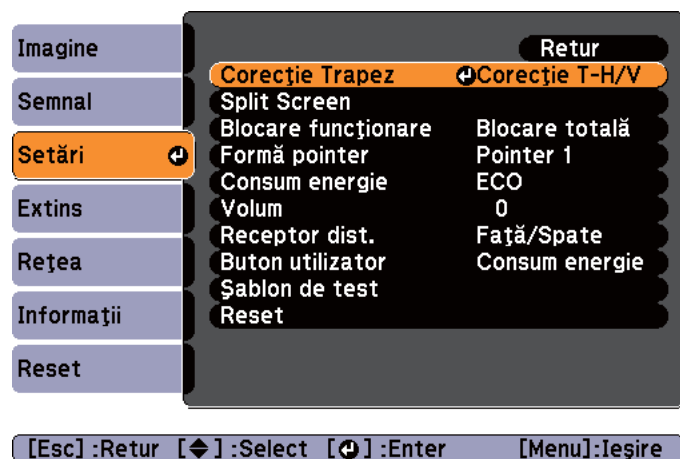 Imagine
Semnal
Setări
Extins
Reţea
Informaţii
Reset
Retur
Corecţie Trapez Corecţie T-H/V
Split Screen
Blocare funcţionare Blocare totală
Formă pointer Pointer 1
Consum energie ECO
Volum 0
Receptor dist. Faţă/Spate
Buton utilizator Consum energie
Şablon de test
Reset
[Esc] :Retur [◆] :Select [⏎] :Enter [Menu]:Ieşire